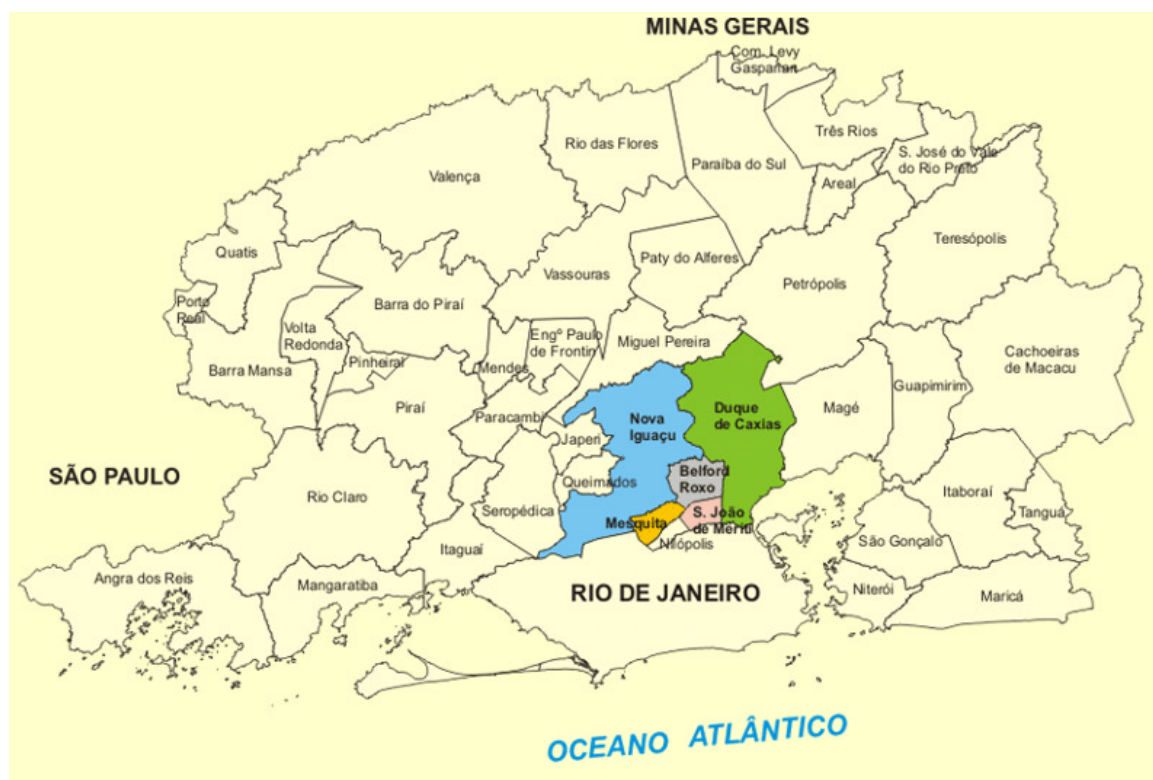 MINAS GERAIS
Com. Levy
Gasparian
Três Rios
Rio das Flores
Paraíba do Sul
S. José do Vale
do Rio Preto
Areal
Valença
Teresópolis
Quatis
Paty do Alferes
Vassouras
Petrópolis
Porto
Real
Barra do Piraí
Volta
Redonda
Engº Paulo
de Frontin
Miguel Pereira
Cachoeiras
de Macacu
Pinheiral
Mendes
Barra Mansa
Guapimirim
Piraí
Paracambi
Nova
Iguaçu
Duque
de Caxias
Magé
Japeri
SÃO PAULO
Belford
Roxo
Queimados
Rio Claro
Itaboraí
Seropédica
S. João
de Meriti
Tanguá
Mesquita
Nilópolis
São Gonçalo
Itaguaí
Angra dos Reis
Mangaratiba
RIO DE JANEIRO
Niterói
Maricá
OCEANO ATLÂNTICO